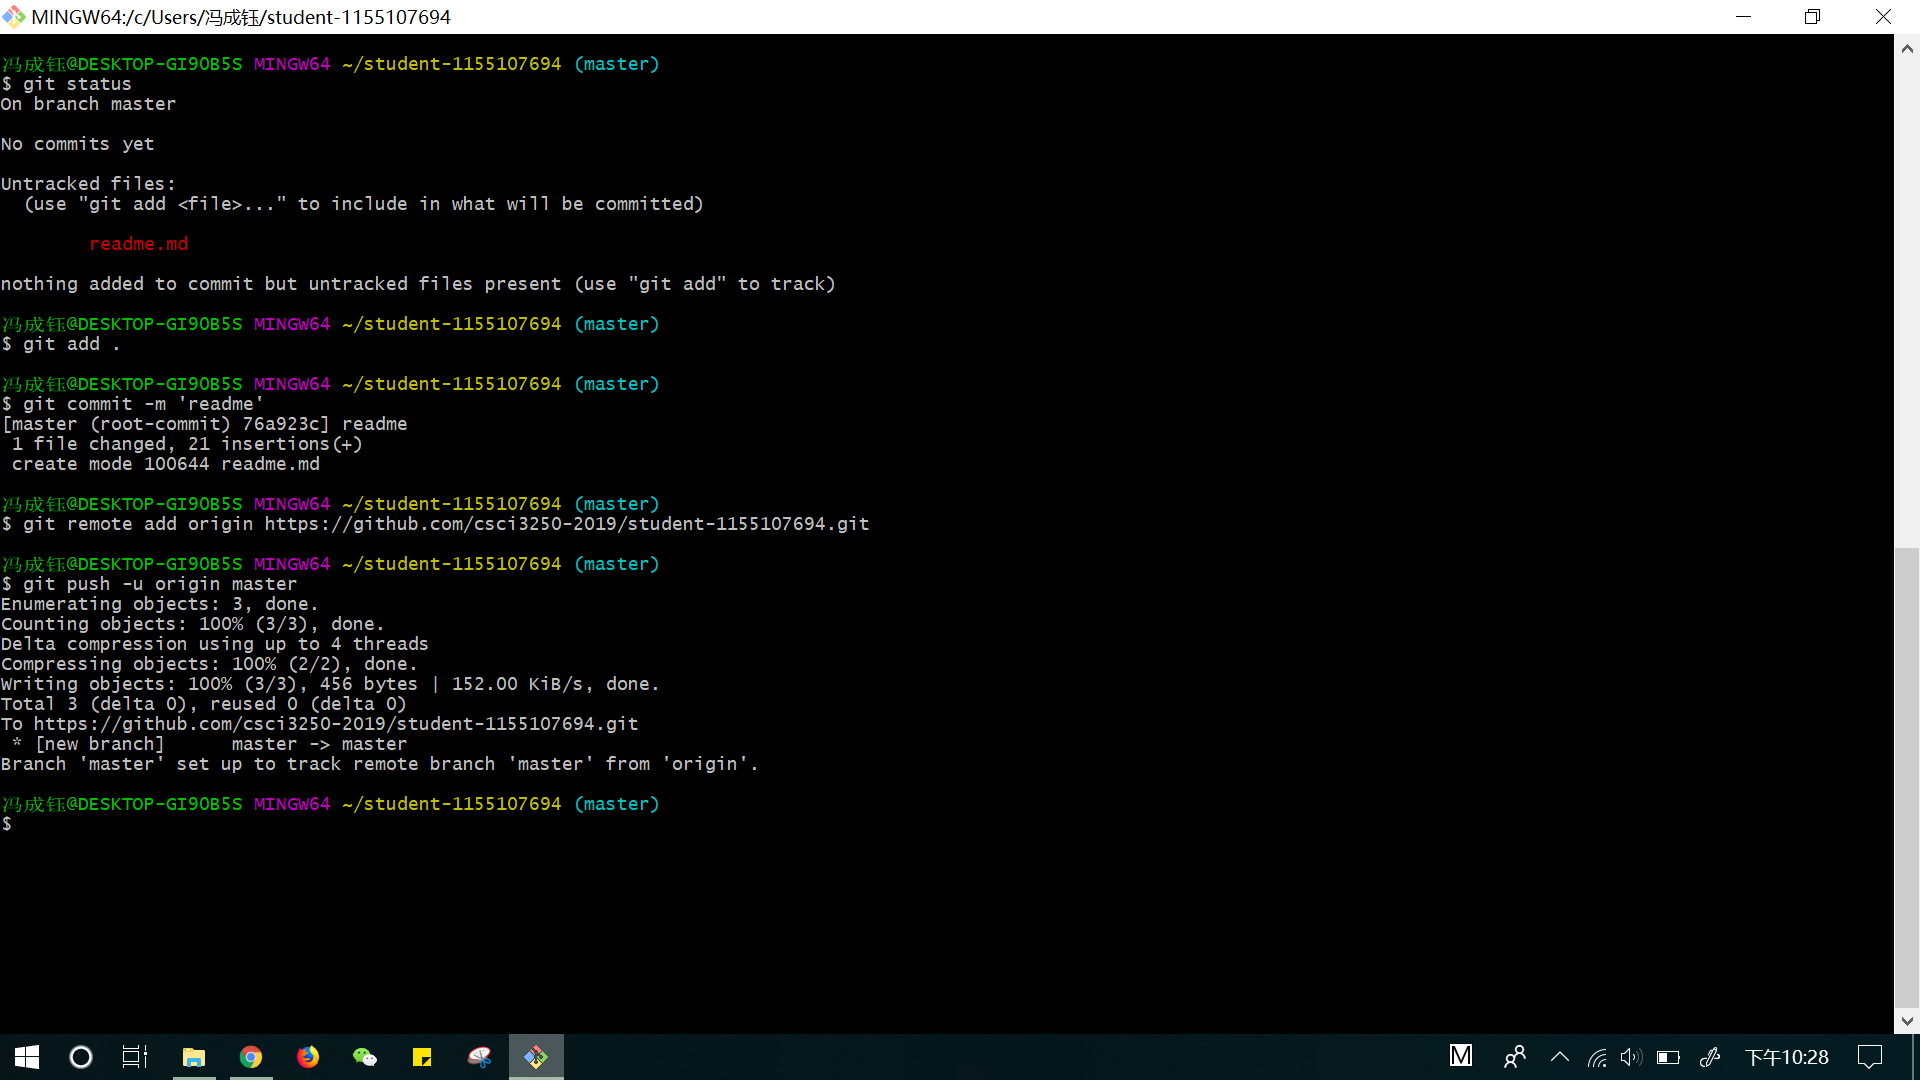 MINGW64:/c/Users/冯成钰/student-1155107694
冯成钰@DESKTOP-GI90B5S MINGW64 ~/student-1155107694 (master)
$ git status
On branch master
No commits yet
Untracked files:
  (use "git add <file>..." to include in what will be committed)
        readme.md
nothing added to commit but untracked files present (use "git add" to track)
冯成钰@DESKTOP-GI90B5S MINGW64 ~/student-1155107694 (master)
$ git add .
冯成钰@DESKTOP-GI90B5S MINGW64 ~/student-1155107694 (master)
$ git commit -m 'readme'
[master (root-commit) 76a923c] readme
 1 file changed, 21 insertions(+)
 create mode 100644 readme.md
冯成钰@DESKTOP-GI90B5S MINGW64 ~/student-1155107694 (master)
$ git remote add origin https://github.com/csci3250-2019/student-1155107694.git
冯成钰@DESKTOP-GI90B5S MINGW64 ~/student-1155107694 (master)
$ git push -u origin master
Enumerating objects: 3, done.
Counting objects: 100% (3/3), done.
Delta compression using up to 4 threads
Compressing objects: 100% (2/2), done.
Writing objects: 100% (3/3), 456 bytes | 152.00 KiB/s, done.
Total 3 (delta 0), reused 0 (delta 0)
To https://github.com/csci3250-2019/student-1155107694.git
 * [new branch]      master -> master
Branch 'master' set up to track remote branch 'master' from 'origin'.
冯成钰@DESKTOP-GI90B5S MINGW64 ~/student-1155107694 (master)
$
M
下午10:28